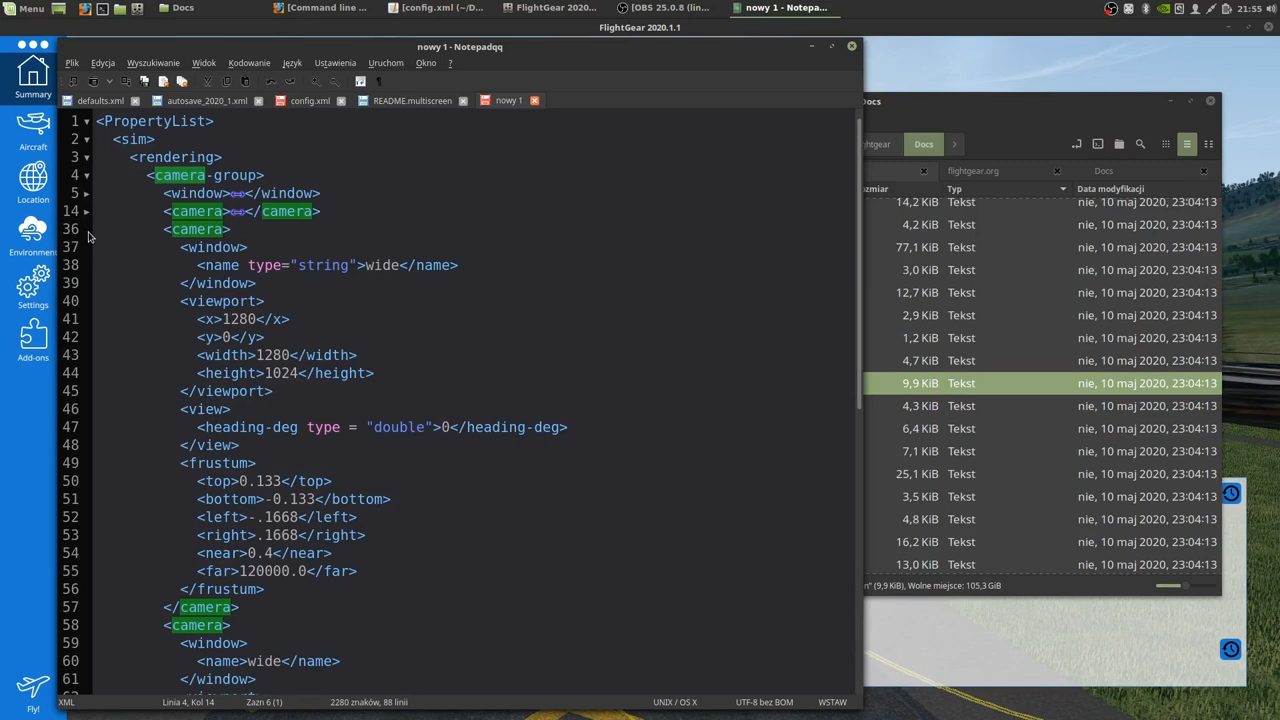 Menu
Docs
[Command line ...
[config.xml (~/D...
FlightGear 2020....
[OBS 25.0.8 (lin...
nowy 1 - Notepa...
21:55
FlightGear 2020.1.1
nowy 1 - Notepadqq
Plik Edycja Wyszukiwanie Widok Kodowanie Język Ustawienia Uruchom Okno ?
defaults.xml autosave_2020_1.xml config.xml README.multiscreen nowy 1
Summary
Aircraft
Location
Environment
Settings
Add-ons
Fly!
1 <PropertyList>
2 <sim>
3 <rendering>
4 <camera-group>
5 <window></window>
14 <camera></camera>
36 <camera>
37 <window>
38 <name type="string">wide</name>
39 </window>
40 <viewport>
41 <x>1280</x>
42 <y>0</y>
43 <width>1280</width>
44 <height>1024</height>
45 </viewport>
46 <view>
47 <heading-deg type = "double">0</heading-deg>
48 </view>
49 <frustum>
50 <top>0.133</top>
51 <bottom>-0.133</bottom>
52 <left>-.1668</left>
53 <right>.1668</right>
54 <near>0.4</near>
55 <far>120000.0</far>
56 </frustum>
57 </camera>
58 <camera>
59 <window>
60 <name>wide</name>
61 </window>
XML Linia 4, Kol 14 Zazn 6 (1) 2280 znaków, 88 linii UNIX / OS X UTF-8 bez BOM WSTAW
Docs
htgear Docs
flightgear.org Docs
ozmiar Typ Data modyfikacji
14,2 KiB Tekst nie, 10 maj 2020, 23:04:13
4,2 KiB Tekst nie, 10 maj 2020, 23:04:13
77,1 KiB Tekst nie, 10 maj 2020, 23:04:13
3,0 KiB Tekst nie, 10 maj 2020, 23:04:13
12,7 KiB Tekst nie, 10 maj 2020, 23:04:13
2,9 KiB Tekst nie, 10 maj 2020, 23:04:13
1,2 KiB Tekst nie, 10 maj 2020, 23:04:13
4,7 KiB Tekst nie, 10 maj 2020, 23:04:13
9,9 KiB Tekst nie, 10 maj 2020, 23:04:13
4,3 KiB Tekst nie, 10 maj 2020, 23:04:13
6,4 KiB Tekst nie, 10 maj 2020, 23:04:13
7,1 KiB Tekst nie, 10 maj 2020, 23:04:13
25,1 KiB Tekst nie, 10 maj 2020, 23:04:13
3,5 KiB Tekst nie, 10 maj 2020, 23:04:13
4,8 KiB Tekst nie, 10 maj 2020, 23:04:13
16,2 KiB Tekst nie, 10 maj 2020, 23:04:13
13,0 KiB Tekst nie, 10 maj 2020, 23:04:13
n" (9,9 KiB), Wolne miejsce: 105,3 GiB